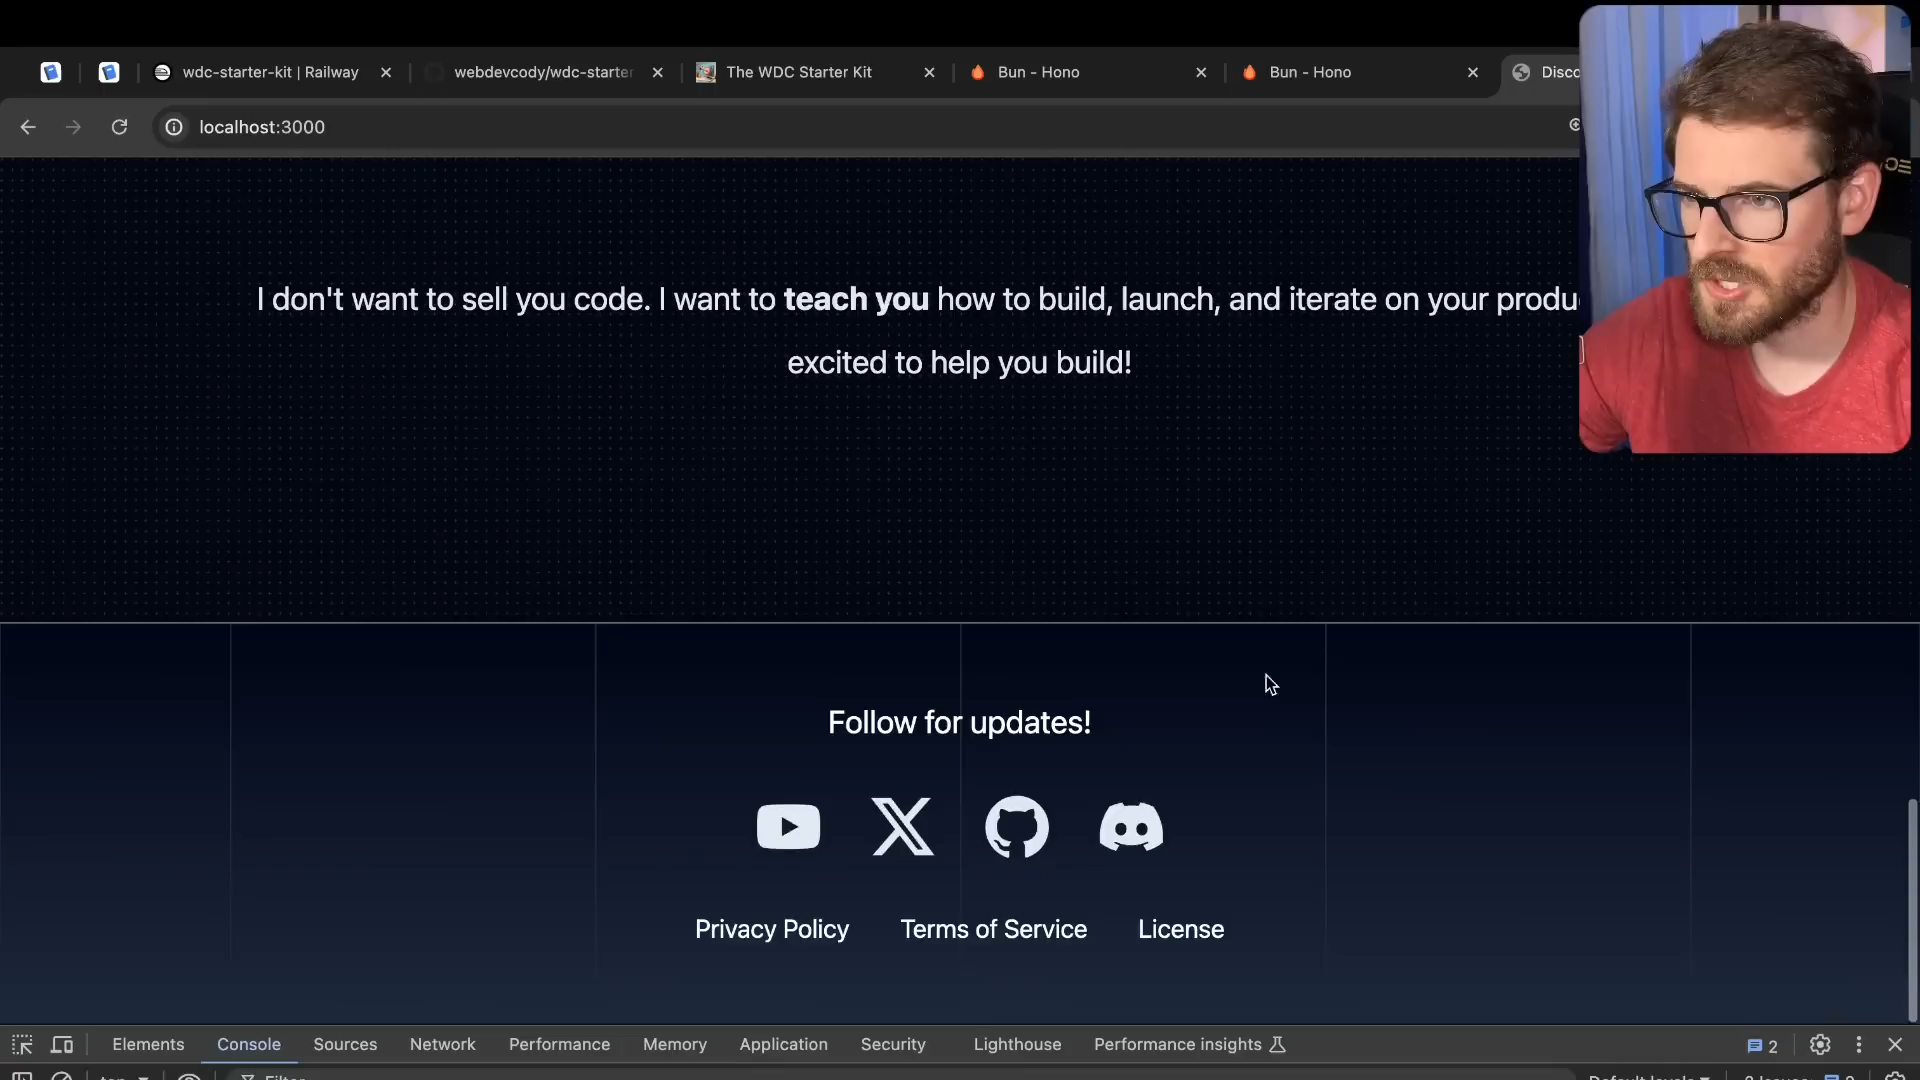 wdc-starter-kit | Railway
webdevcody/wdc-starter
The WDC Starter Kit
Bun - Hono
Bun - Hono
Disco
localhost:3000
I don't want to sell you code. I want to teach you how to build, launch, and iterate on your
excited to help you build!
Follow for updates!
Privacy Policy Terms of Service License
Elements Console Sources Network Performance Memory Application Security Lighthouse Performance insights 2